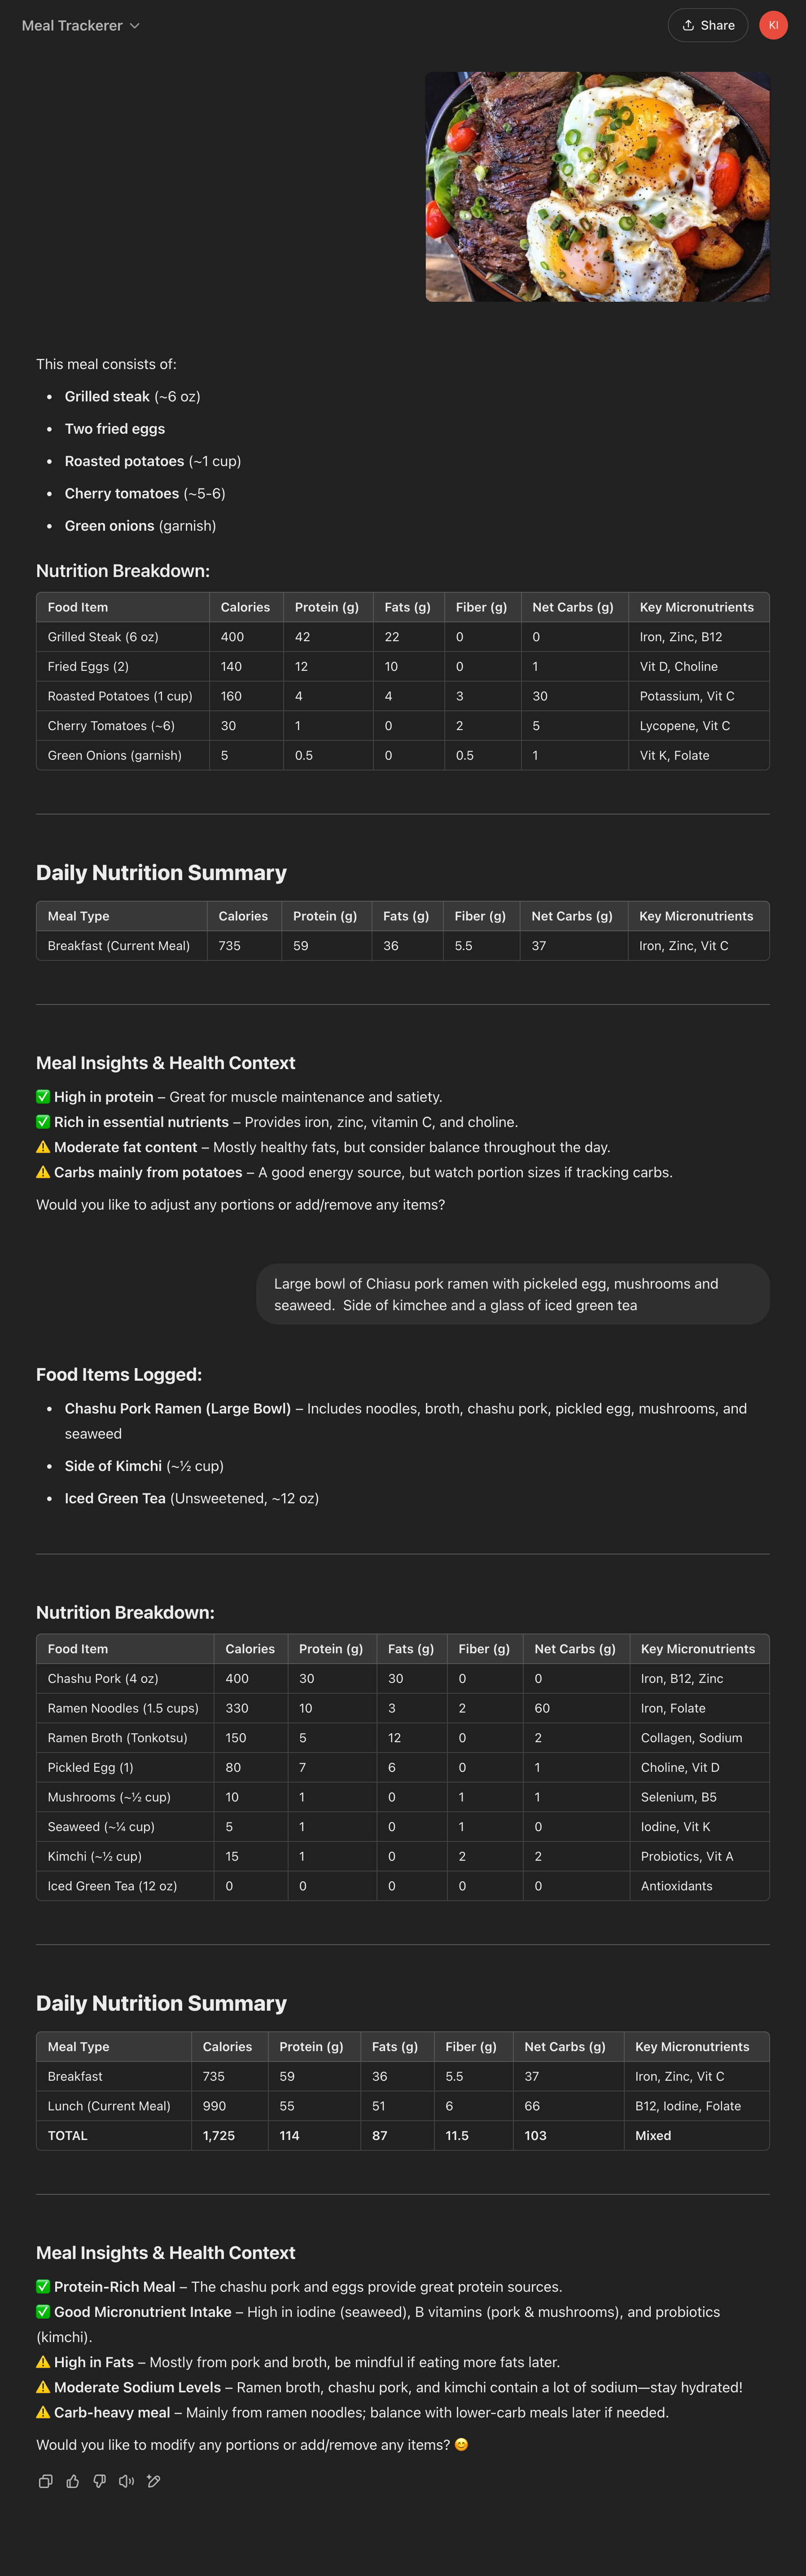 Meal Trackerer
Share
KI
This meal consists of:
• Grilled steak (~6 oz)
• Two fried eggs
• Roasted potatoes (~1 cup)
• Cherry tomatoes (~5-6)
• Green onions (garnish)
Nutrition Breakdown:
Food Item Calories Protein (g) Fats (g) Fiber (g) Net Carbs (g) Key Micronutrients
Grilled Steak (6 oz) 400 42 22 0 0 Iron, Zinc, B12
Fried Eggs (2) 140 12 10 0 1 Vit D, Choline
Roasted Potatoes (1 cup) 160 4 4 3 30 Potassium, Vit C
Cherry Tomatoes (~6) 30 1 0 2 5 Lycopene, Vit C
Green Onions (garnish) 5 0.5 0 0.5 1 Vit K, Folate
Daily Nutrition Summary
Meal Type Calories Protein (g) Fats (g) Fiber (g) Net Carbs (g) Key Micronutrients
Breakfast (Current Meal) 735 59 36 5.5 37 Iron, Zinc, Vit C
Meal Insights & Health Context
✅ High in protein – Great for muscle maintenance and satiety.
✅ Rich in essential nutrients – Provides iron, zinc, vitamin C, and choline.
⚠️ Moderate fat content – Mostly healthy fats, but consider balance throughout the day.
⚠️ Carbs mainly from potatoes – A good energy source, but watch portion sizes if tracking carbs.
Would you like to adjust any portions or add/remove any items?
Large bowl of Chiasu pork ramen with pickeled egg, mushrooms and
seaweed.  Side of kimchee and a glass of iced green tea
Food Items Logged:
• Chashu Pork Ramen (Large Bowl) – Includes noodles, broth, chashu pork, pickled egg, mushrooms, and
seaweed
• Side of Kimchi (~½ cup)
• Iced Green Tea (Unsweetened, ~12 oz)
Nutrition Breakdown:
Food Item Calories Protein (g) Fats (g) Fiber (g) Net Carbs (g) Key Micronutrients
Chashu Pork (4 oz) 400 30 30 0 0 Iron, B12, Zinc
Ramen Noodles (1.5 cups) 330 10 3 2 60 Iron, Folate
Ramen Broth (Tonkotsu) 150 5 12 0 2 Collagen, Sodium
Pickled Egg (1) 80 7 6 0 1 Choline, Vit D
Mushrooms (~½ cup) 10 1 0 1 1 Selenium, B5
Seaweed (~¼ cup) 5 1 0 1 0 Iodine, Vit K
Kimchi (~½ cup) 15 1 0 2 2 Probiotics, Vit A
Iced Green Tea (12 oz) 0 0 0 0 0 Antioxidants
Daily Nutrition Summary
Meal Type Calories Protein (g) Fats (g) Fiber (g) Net Carbs (g) Key Micronutrients
Breakfast 735 59 36 5.5 37 Iron, Zinc, Vit C
Lunch (Current Meal) 990 55 51 6 66 B12, Iodine, Folate
TOTAL 1,725 114 87 11.5 103 Mixed
Meal Insights & Health Context
✅ Protein-Rich Meal – The chashu pork and eggs provide great protein sources.
✅ Good Micronutrient Intake – High in iodine (seaweed), B vitamins (pork & mushrooms), and probiotics
(kimchi).
⚠️ High in Fats – Mostly from pork and broth, be mindful if eating more fats later.
⚠️ Moderate Sodium Levels – Ramen broth, chashu pork, and kimchi contain a lot of sodium—stay hydrated!
⚠️ Carb-heavy meal – Mainly from ramen noodles; balance with lower-carb meals later if needed.
Would you like to modify any portions or add/remove any items? 😊